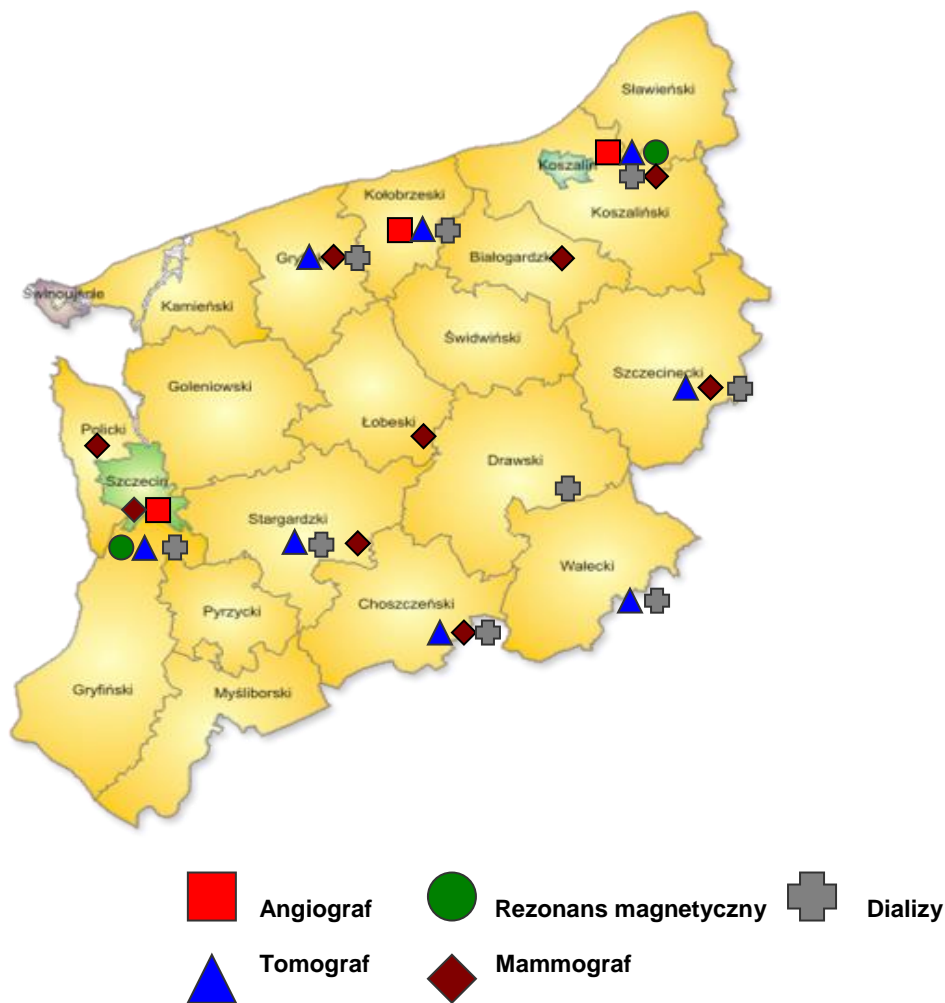 Sławieński
Koszalin
Kołobrzeski
Koszaliński
Białogardzki
Świnoujście
Kamieński
Świdwiński
Szczecinecki
Goleniowski
Łobeski
Policki
Drawski
Szczecin
Stargardzki
Wałecki
Choszczeński
Pyrzycki
Gryfiński
Myśliborski
Angiograf
Rezonans magnetyczny
Dializy
Tomograf
Mammograf